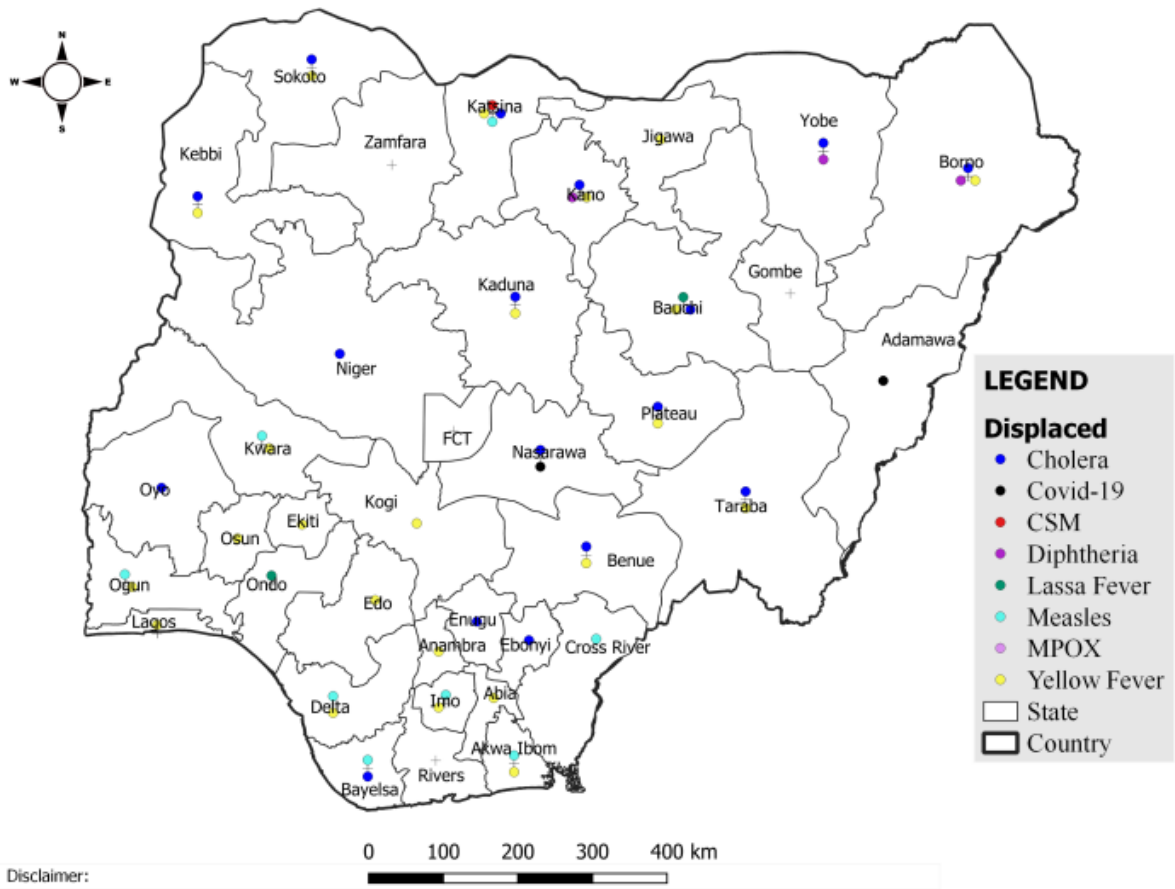 N
W E
S
Sokoto
Katsina
Zamfara
Jigawa
Yobe
Kebbi
Borno
Kano
Gombe
Kaduna
Bauchi
Adamawa
Niger
Plateau
FCT
Nasarawa
Kwara
Oyo
Kogi
Taraba
Ekiti
Osun
Benue
Ogun
Ondo
Edo
Lagos
Enugu
Anambra
Ebonyi
Cross River
Delta
Imo
Abia
Akwa Ibom
Bayelsa
Rivers
LEGEND
Displaced
Cholera
Covid-19
CSM
Diphtheria
Lassa Fever
Measles
MPOX
Yellow Fever
State
Country
0 100 200 300 400 km
Disclaimer: